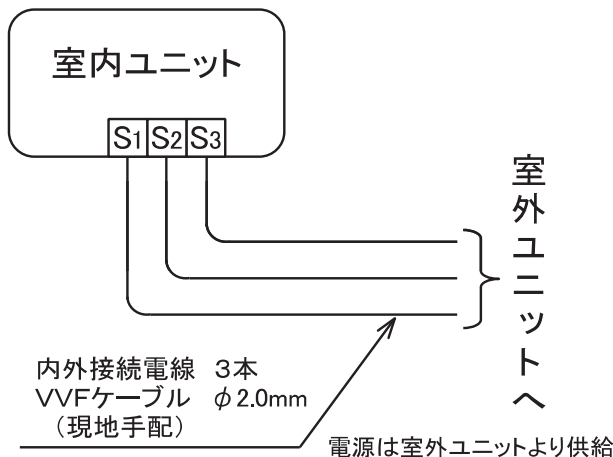 室内ユニット
S1 S2 S3
室外ユニットへ
内外接続電線 3本
VVFケーブル φ2.0mm
(現地手配)
電源は室外ユニットより供給